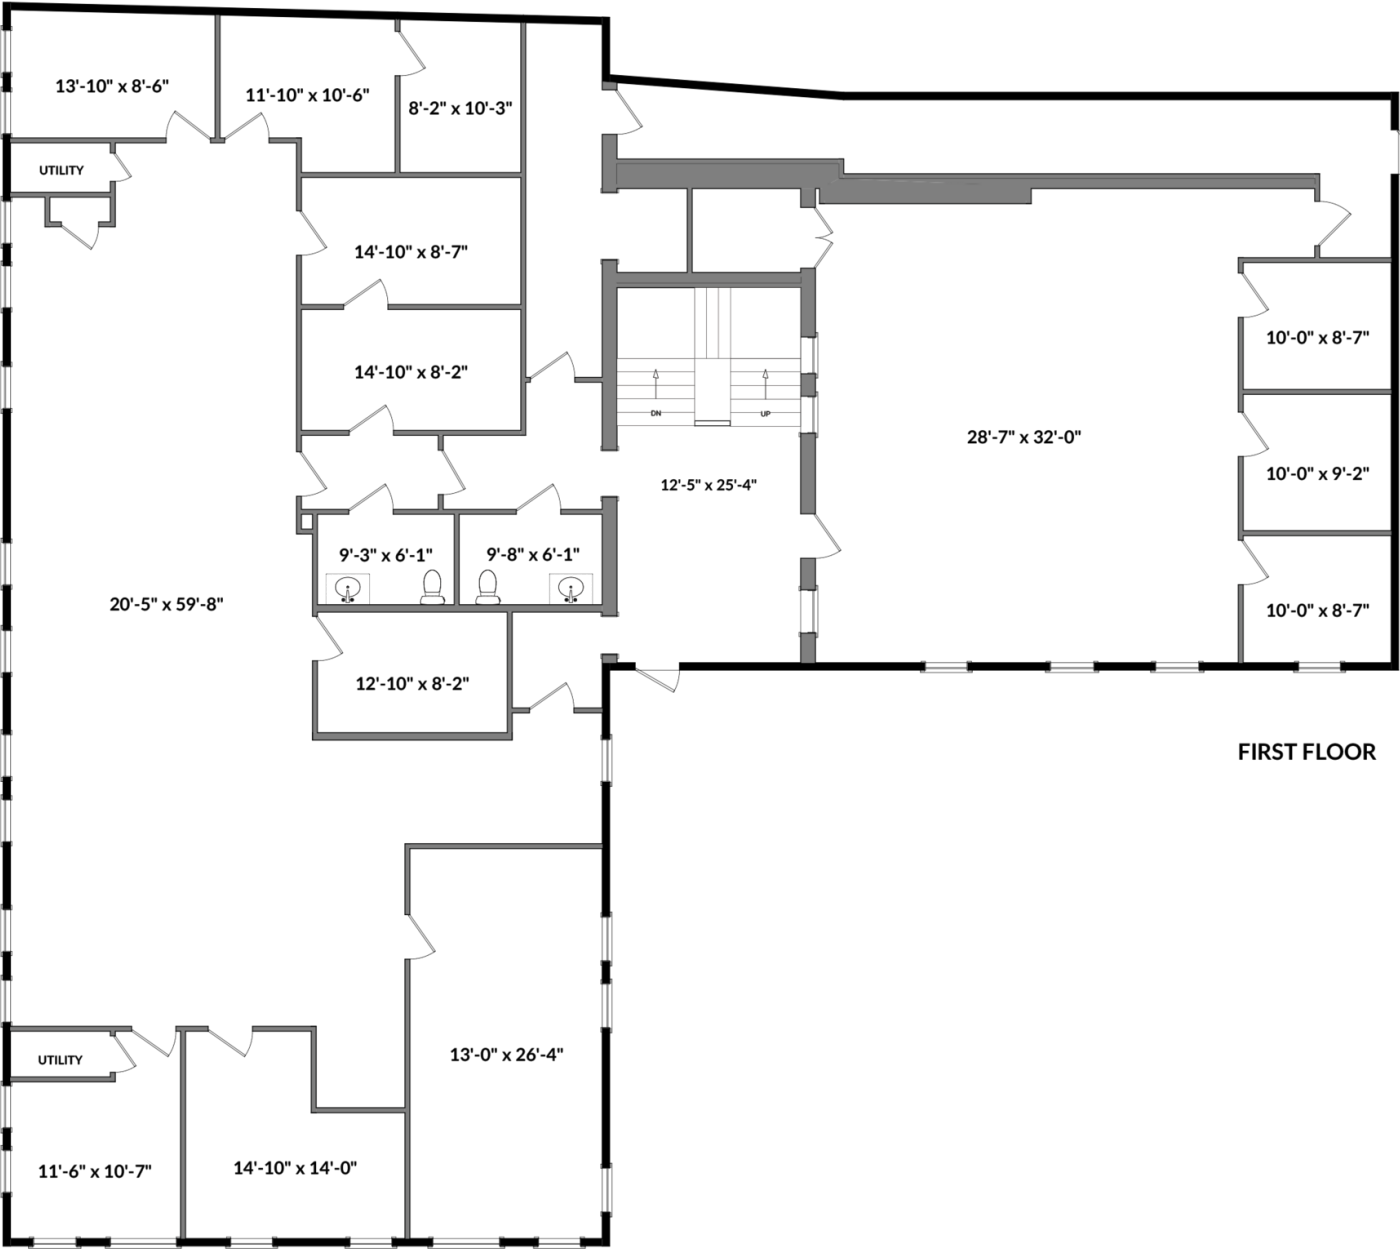 13'-10" x 8'-6"
11'-10" x 10'-6"
8'-2" x 10'-3"
UTILITY
14'-10" x 8'-7"
10'-0" x 8'-7"
14'-10" x 8'-2"
DN
UP
28'-7" x 32'-0"
10'-0" x 9'-2"
12'-5" x 25'-4"
9'-3" x 6'-1"
9'-8" x 6'-1"
20'-5" x 59'-8"
10'-0" x 8'-7"
12'-10" x 8'-2"
FIRST FLOOR
13'-0" x 26'-4"
UTILITY
11'-6" x 10'-7"
14'-10" x 14'-0"